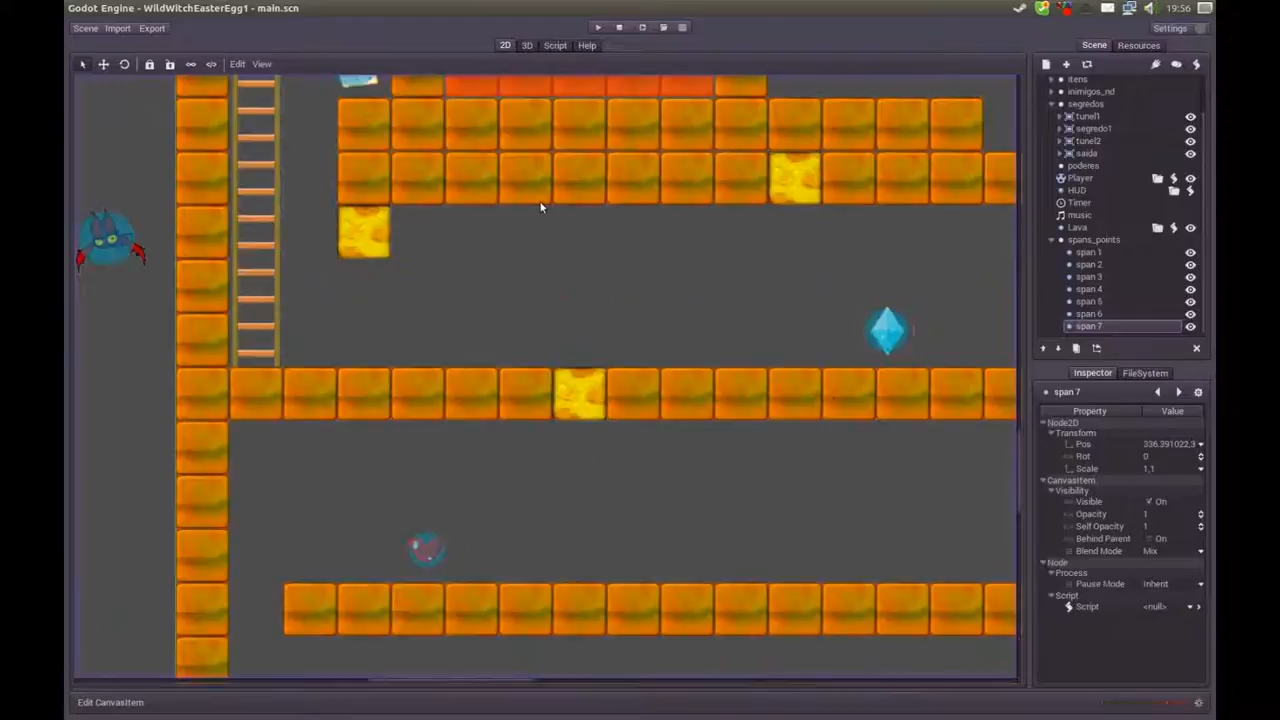 Godot Engine - WildWitchEasterEgg1 - main.scn
19:56
Scene Import Export
Settings
2D 3D Script Help
Scene Resources
Edit View
itens
inimigos_nd
segredos
tunel1
segredo1
tunel2
saida
poderes
Player
HUD
Timer
music
Lava
spans_points
span 1
span 2
span 3
span 4
span 5
span 6
span 7
Inspector FileSystem
span 7
Property Value
Node2D
Transform
Pos 336.391022,3
Rot 0
Scale 1,1
CanvasItem
Visibility
Visible On
Opacity 1
Self Opacity 1
Behind Parent On
Blend Mode Mix
Node
Process
Pause Mode Inherit
Script
Script <null>
Edit CanvasItem